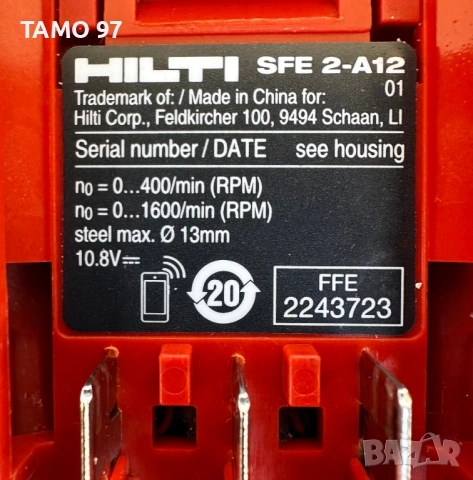 TAMO 97
HILTI SFE 2-A12
01
Trademark of: / Made in China for:
Hilti Corp., Feldkircher 100, 9494 Schaan, LI
Serial number / DATE see housing
n0 = 0...400/min (RPM)
n0 = 0...1600/min (RPM)
steel max. Ø 13mm
10.8V⎓
20
FFE
2243723
BAZAR